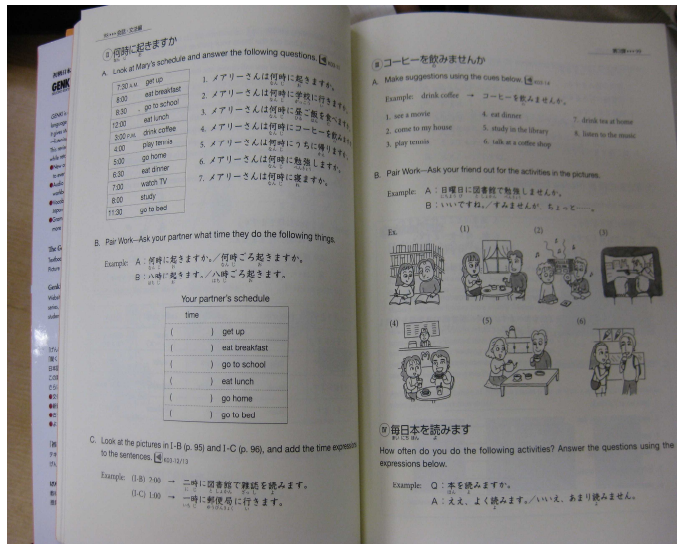 会話・文法編
Ⅱ 何時に起きますか
A. Look at Mary's schedule and answer the following questions. K03-11
7:30 A.M. get up
8:00 eat breakfast
8:30 go to school
12:00 eat lunch
3:00 P.M. drink coffee
4:00 play tennis
5:00 go home
6:30 eat dinner
7:00 watch TV
8:00 study
11:30 go to bed
1. メアリーさんは何時に起きますか。
2. メアリーさんは何時に学校に行きますか
3. メアリーさんは何時に昼ご飯を食べま
4. メアリーさんは何時にコーヒーを飲みま
5. メアリーさんは何時にうちに帰りますか
6. メアリーさんは何時に勉強しますか。
7. メアリーさんは何時に寝ますか。
B. Pair Work—Ask your partner what time they do the following things.
Example: A:何時に起きますか。/何時ごろ起きますか。
B:八時に起きます。/八時ごろ起きます。
Your partner's schedule
time
( ) get up
( ) eat breakfast
( ) go to school
( ) eat lunch
( ) go home
( ) go to bed
C. Look at the pictures in I-B (p. 95) and I-C (p. 96), and add the time expressions
to the sentences. K03-12/13
Example: (I-B) 7:00 → 二時に図書館で雑誌を読みます。
(I-C) 1:00 → 一時に郵便局に行きます。
Ⅲ コーヒーを飲みませんか
A. Make suggestions using the cues below. K03-14
Example: drink coffee → コーヒーを飲みませんか。
1. see a movie
2. come to my house
3. play tennis
4. eat dinner
5. study in the library
6. talk at a coffee shop
7. drink tea at home
8. listen to the music
B. Pair Work—Ask your friend out for the activities in the pictures.
Example: A:日曜日に図書館で勉強しませんか。
B:いいですね。/すみませんが、ちょっと――。
Ex.
(1)
(2)
(3)
(4)
(5)
(6)
Ⅳ 毎日本を読みます
まいにちほん よ
How often do you do the following activities? Answer the questions using the
expressions below.
Example: Q:本を読みますか。
A:ええ、よく読みます。/いいえ、あまり読みません。